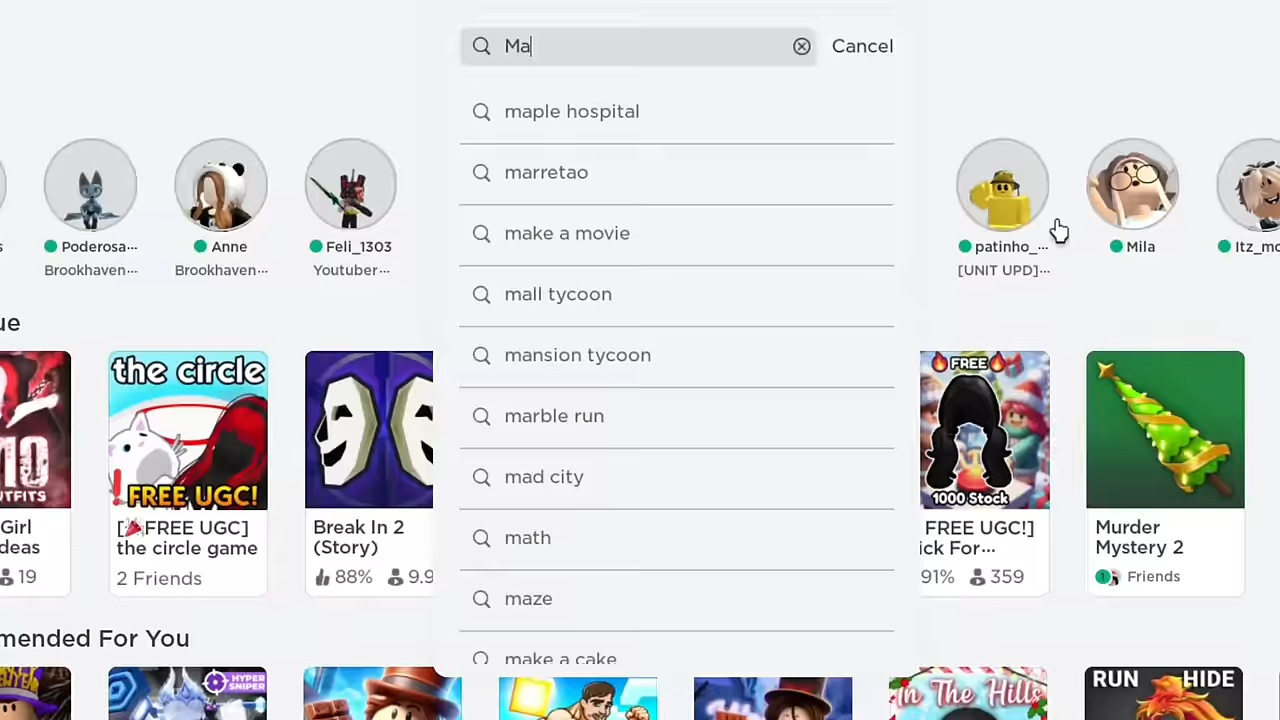 Ma
Cancel
maple hospital
marretao
make a movie
mall tycoon
mansion tycoon
marble run
mad city
math
maze
make a cake
s
Poderosa...
Brookhaven...
Anne
Brookhaven...
Feli_1303
Youtuber...
patinho_...
[UNIT UPD]...
Mila
Itz_mo
ue
MO
UTFITS
Girl
deas
19
the circle
! FREE UGC!
[🎉FREE UGC]
the circle game
2 Friends
Break In 2
(Story)
88% 9.9
FREE
1000 Stock
FREE UGC!]
ick For...
91% 359
Murder
Mystery 2
1 Friends
mended For You
HYPER
SNIPER
In The Hills
RUN HIDE